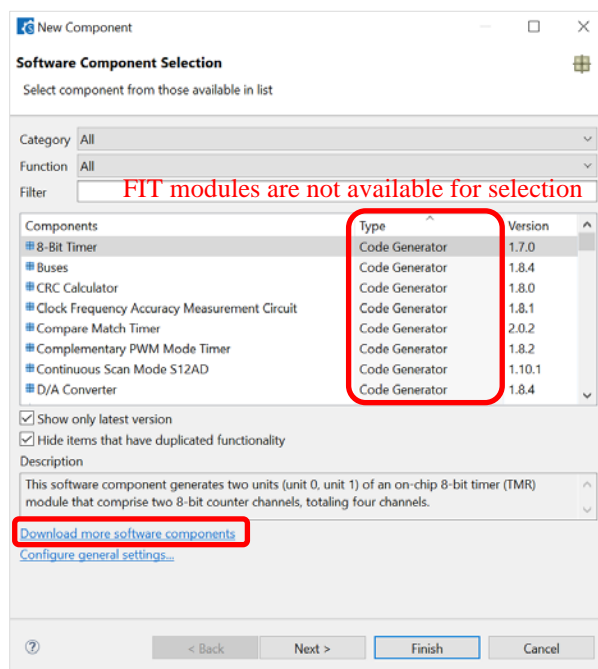 New Component
Software Component Selection
Select component from those available in list
Category All
Function All
Filter
FIT modules are not available for selection
Components Type Version
8-Bit Timer Code Generator 1.7.0
Buses Code Generator 1.8.4
CRC Calculator Code Generator 1.8.0
Clock Frequency Accuracy Measurement Circuit Code Generator 1.8.1
Compare Match Timer Code Generator 2.0.2
Complementary PWM Mode Timer Code Generator 1.8.2
Continuous Scan Mode S12AD Code Generator 1.10.1
D/A Converter Code Generator 1.8.4
Show only latest version
Hide items that have duplicated functionality
Description
This software component generates two units (unit 0, unit 1) of an on-chip 8-bit timer (TMR)
module that comprise two 8-bit counter channels, totaling four channels.
Download more software components
Configure general settings...
? < Back Next > Finish Cancel